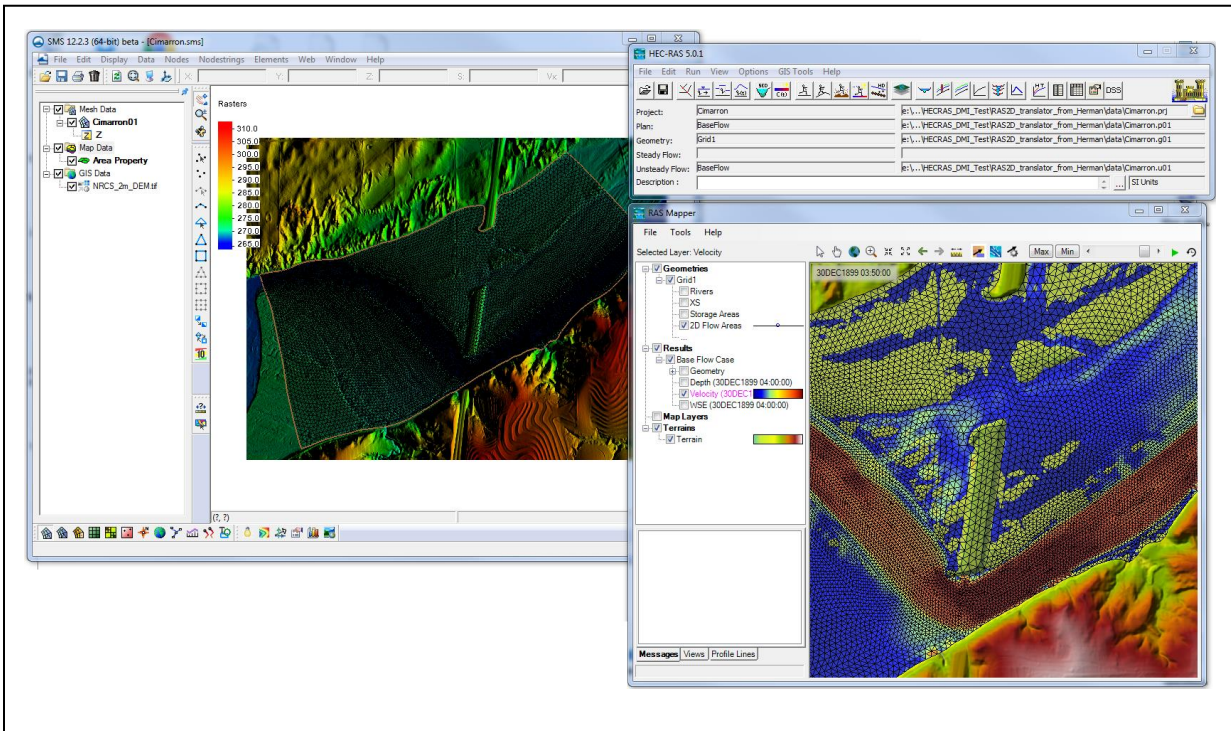 SMS 12.2.3 (64-bit) beta - [Cimarron.sms]
File Edit Display Data Nodes Nodestrings Elements Web Window Help
X: Y: Z: S: Vx:
Mesh Data
Cimarron01
Z
Map Data
Area Property
GIS Data
NRCS_2m_DEM.tif
Rasters
310.0
305.0
300.0
295.0
290.0
285.0
280.0
275.0
270.0
265.0
(?, ?)
HEC-RAS 5.0.1
File Edit Run View Options GIS Tools Help
DSS
Project: Cimarron e:\...\HECRAS_DMI_Test\RAS2D_translator_from_Herman\data\Cimarron.prj
Plan: BaseFlow e:\...\HECRAS_DMI_Test\RAS2D_translator_from_Herman\data\Cimarron.p01
Geometry: Grid1 e:\...\HECRAS_DMI_Test\RAS2D_translator_from_Herman\data\Cimarron.g01
Steady Flow:
Unsteady Flow: BaseFlow e:\...\HECRAS_DMI_Test\RAS2D_translator_from_Herman\data\Cimarron.u01
Description : ... SI Units
RAS Mapper
File Tools Help
Selected Layer: Velocity Max Min
Geometries
Grid1
Rivers
XS
Storage Areas
2D Flow Areas
...
Results
Base Flow Case
Geometry
Depth (30DEC1899 04:00:00)
Velocity (30DEC1
WSE (30DEC1899 04:00:00)
Map Layers
Terrains
Terrain
30DEC1899 03:50:00
Messages Views Profile Lines